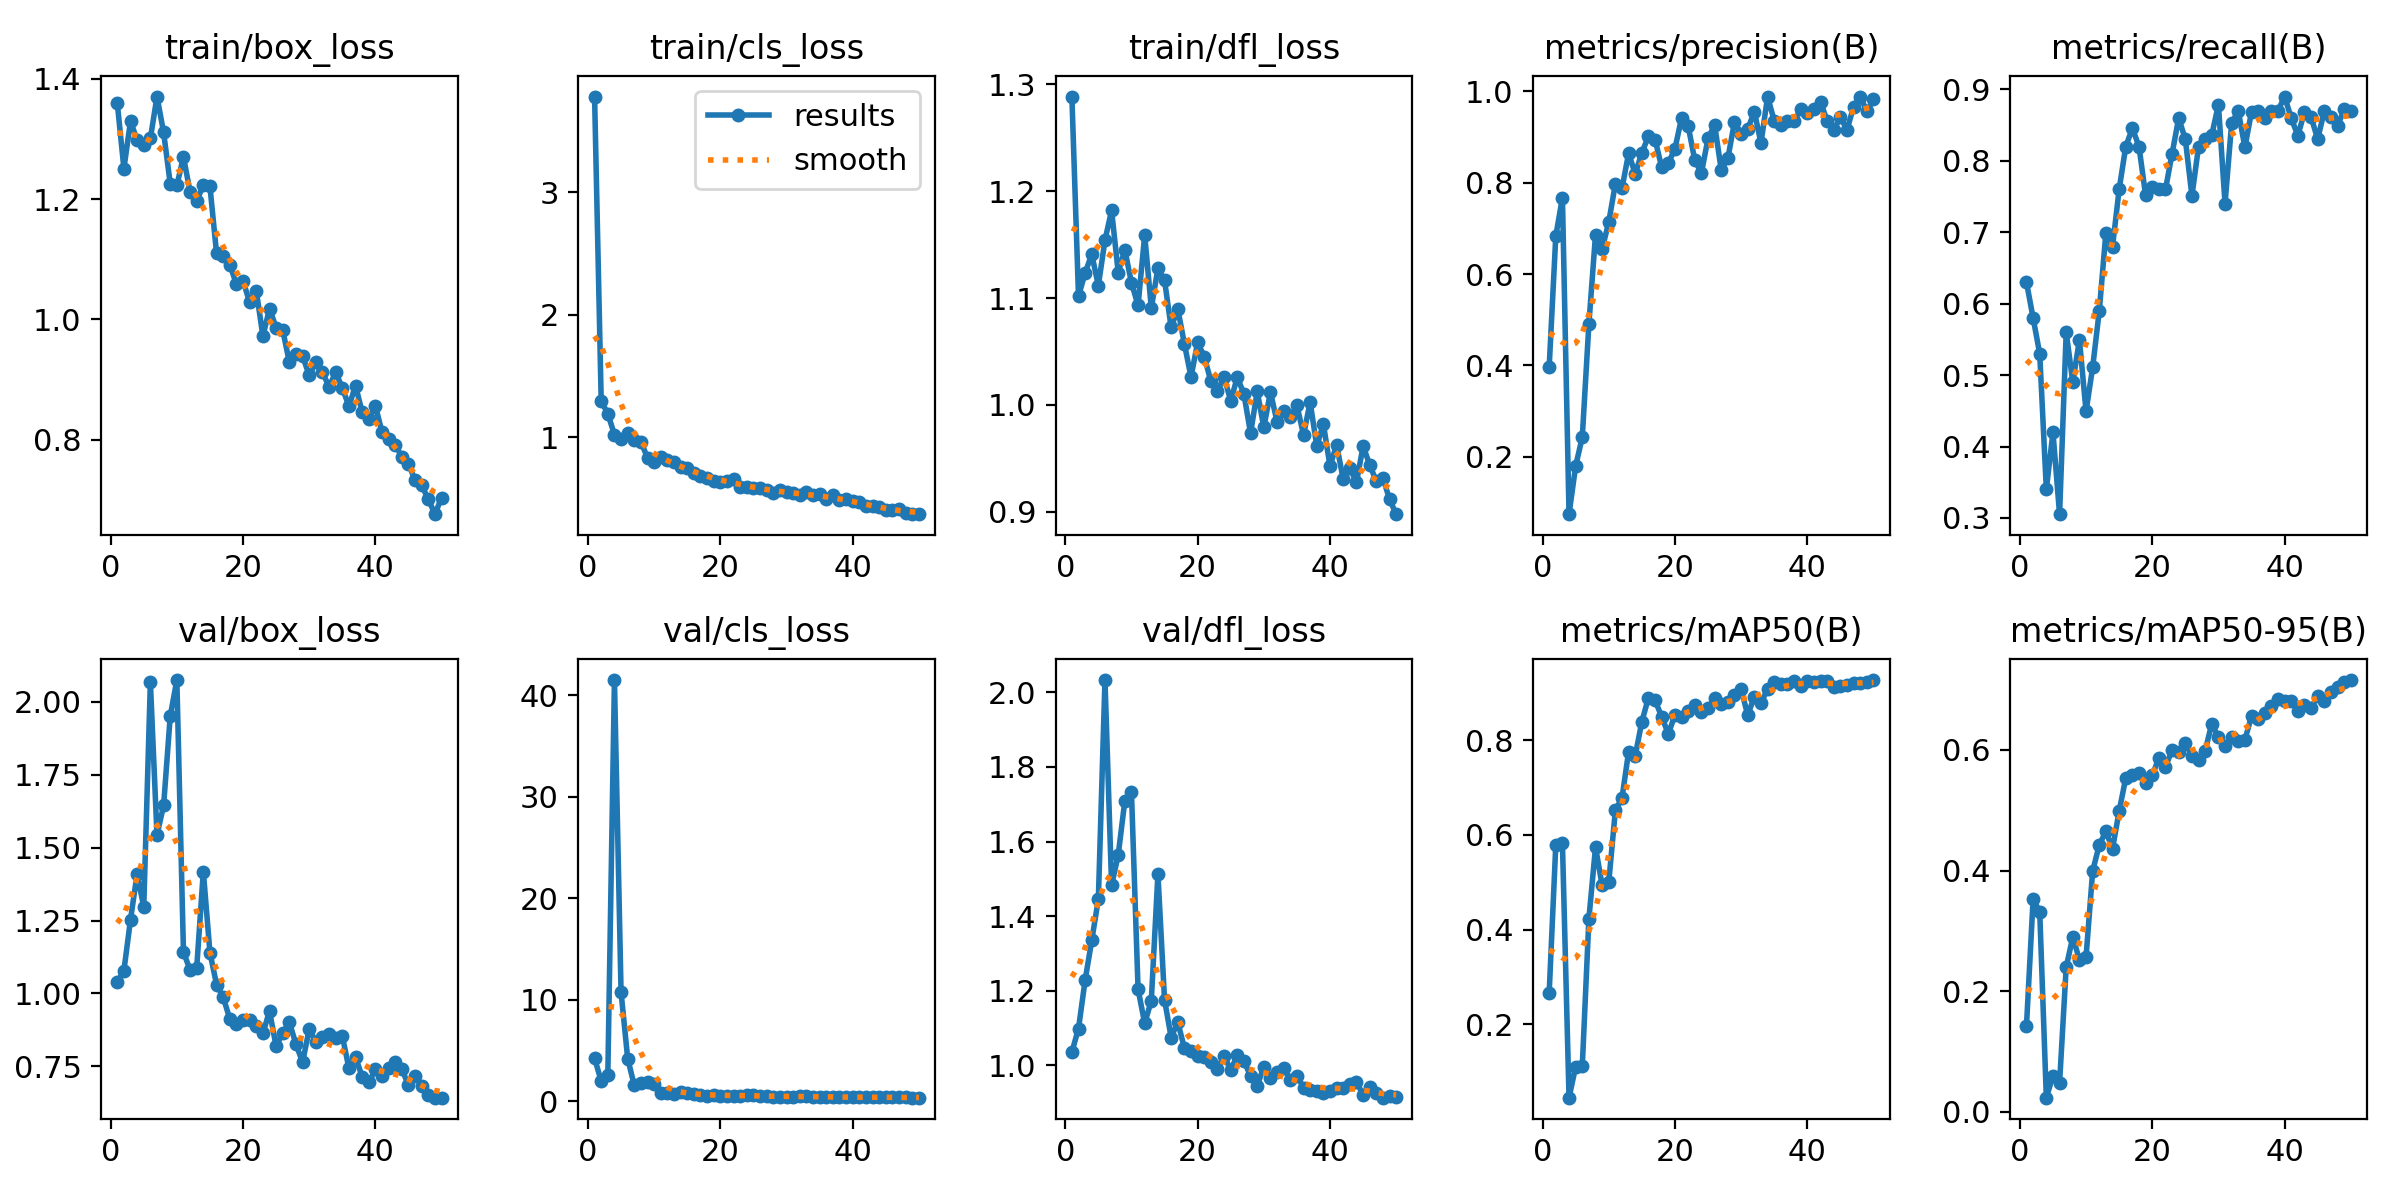 train/box_loss
1.4
1.2
1.0
0.8
0 20 40
train/cls_loss
results
smooth
3
2
1
0 20 40
train/dfl_loss
1.3
1.2
1.1
1.0
0.9
0 20 40
metrics/precision(B)
1.0
0.8
0.6
0.4
0.2
0 20 40
metrics/recall(B)
0.9
0.8
0.7
0.6
0.5
0.4
0.3
0 20 40
val/box_loss
2.00
1.75
1.50
1.25
1.00
0.75
0 20 40
val/cls_loss
40
30
20
10
0
0 20 40
val/dfl_loss
2.0
1.8
1.6
1.4
1.2
1.0
0 20 40
metrics/mAP50(B)
0.8
0.6
0.4
0.2
0 20 40
metrics/mAP50-95(B)
0.6
0.4
0.2
0.0
0 20 40